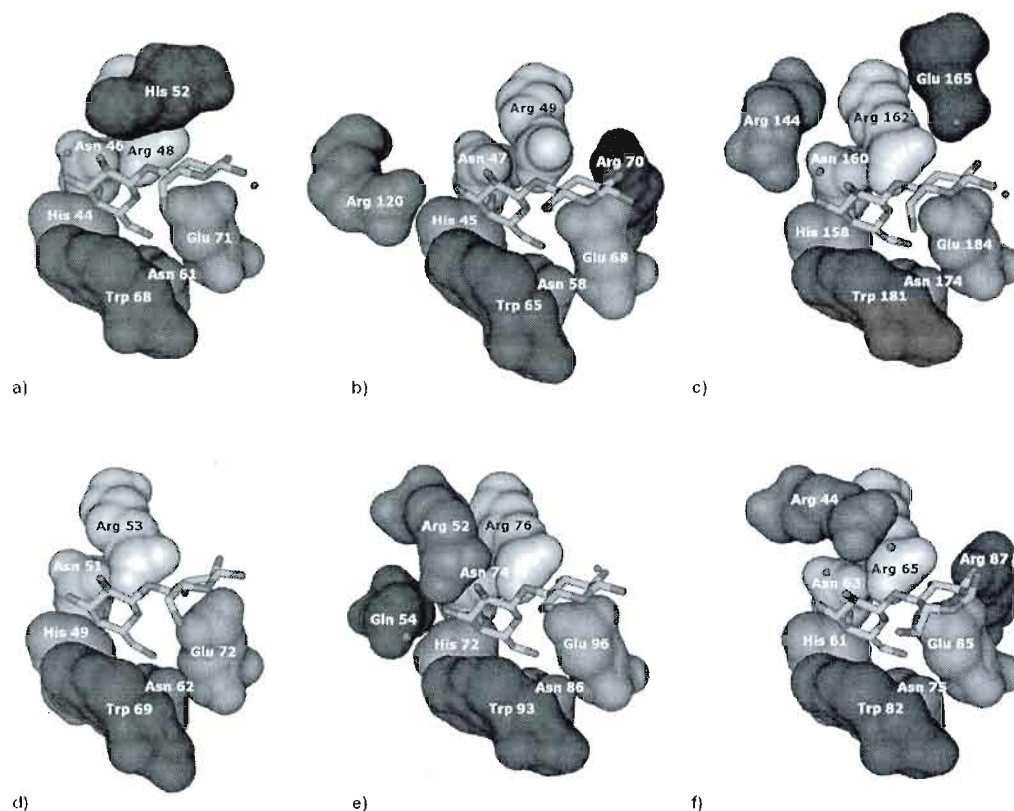 His 52
Asn 46
Arg 48
His 44
Glu 71
Asn 61
Trp 68
a)
Arg 49
Asn 47
Arg 70
Arg 120
His 45
Glu 68
Asn 58
Trp 65
b)
Glu 165
Arg 144
Arg 162
Asn 160
His 158
Glu 184
Asn 174
Trp 181
c)
Arg 53
Asn 51
His 49
Glu 72
Asn 62
Trp 69
d)
Arg 52
Arg 76
Asn 74
Gln 54
His 72
Glu 96
Asn 86
Trp 93
e)
Arg 44
Arg 87
Arg 65
Asn 63
His 61
Glu 85
Asn 75
Trp 82
f)